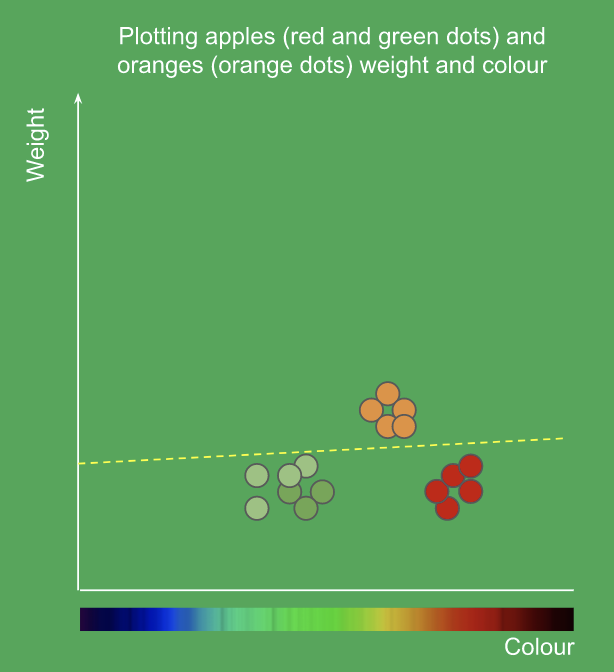 Plotting apples (red and green dots) and
oranges (orange dots) weight and colour
Weight
Colour